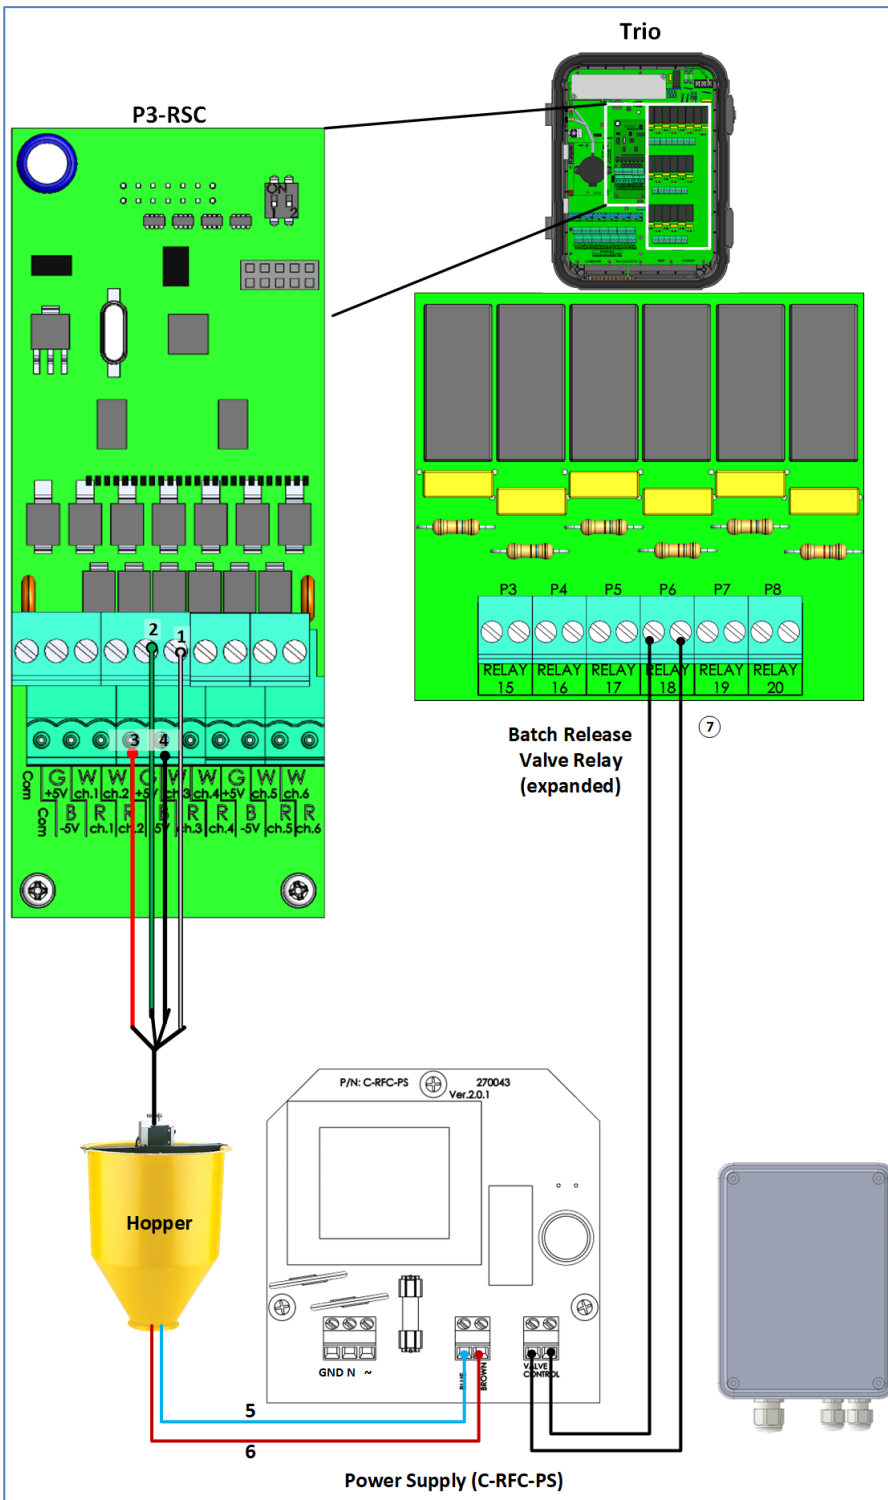 Trio
P3-RSC
ON
1 2
P3 P4 P5 P6 P7 P8
2 1
RELAY 15 RELAY 16 RELAY 17 RELAY 18 RELAY 19 RELAY 20
7
Batch Release
Valve Relay
(expanded)
3 4
Com G +5V W ch.1 W ch.2 G +5V W ch.3 W ch.4 G +5V W ch.5 W ch.6
Com B -5V R ch.1 R ch.2 B -5V R ch.3 R ch.4 B -5V R ch.5 R ch.6
P/N: C-RFC-PS 270043
Ver.2.0.1
Hopper
GND N ~
BLUE BROWN
VALVE
CONTROL
5
6
Power Supply (C-RFC-PS)